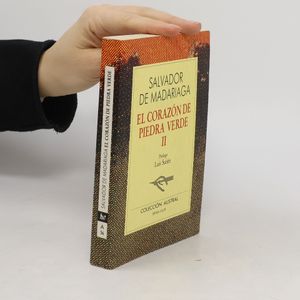 SALVADOR
DE MADARIAGA
EL CORAZÓN DE
PIEDRA VERDE
II
Prólogo
Luis Suñén
COLECCIÓN AUSTRAL
SALVADOR DE MADARIAGA EL CORAZÓN DE PIEDRA VERDE